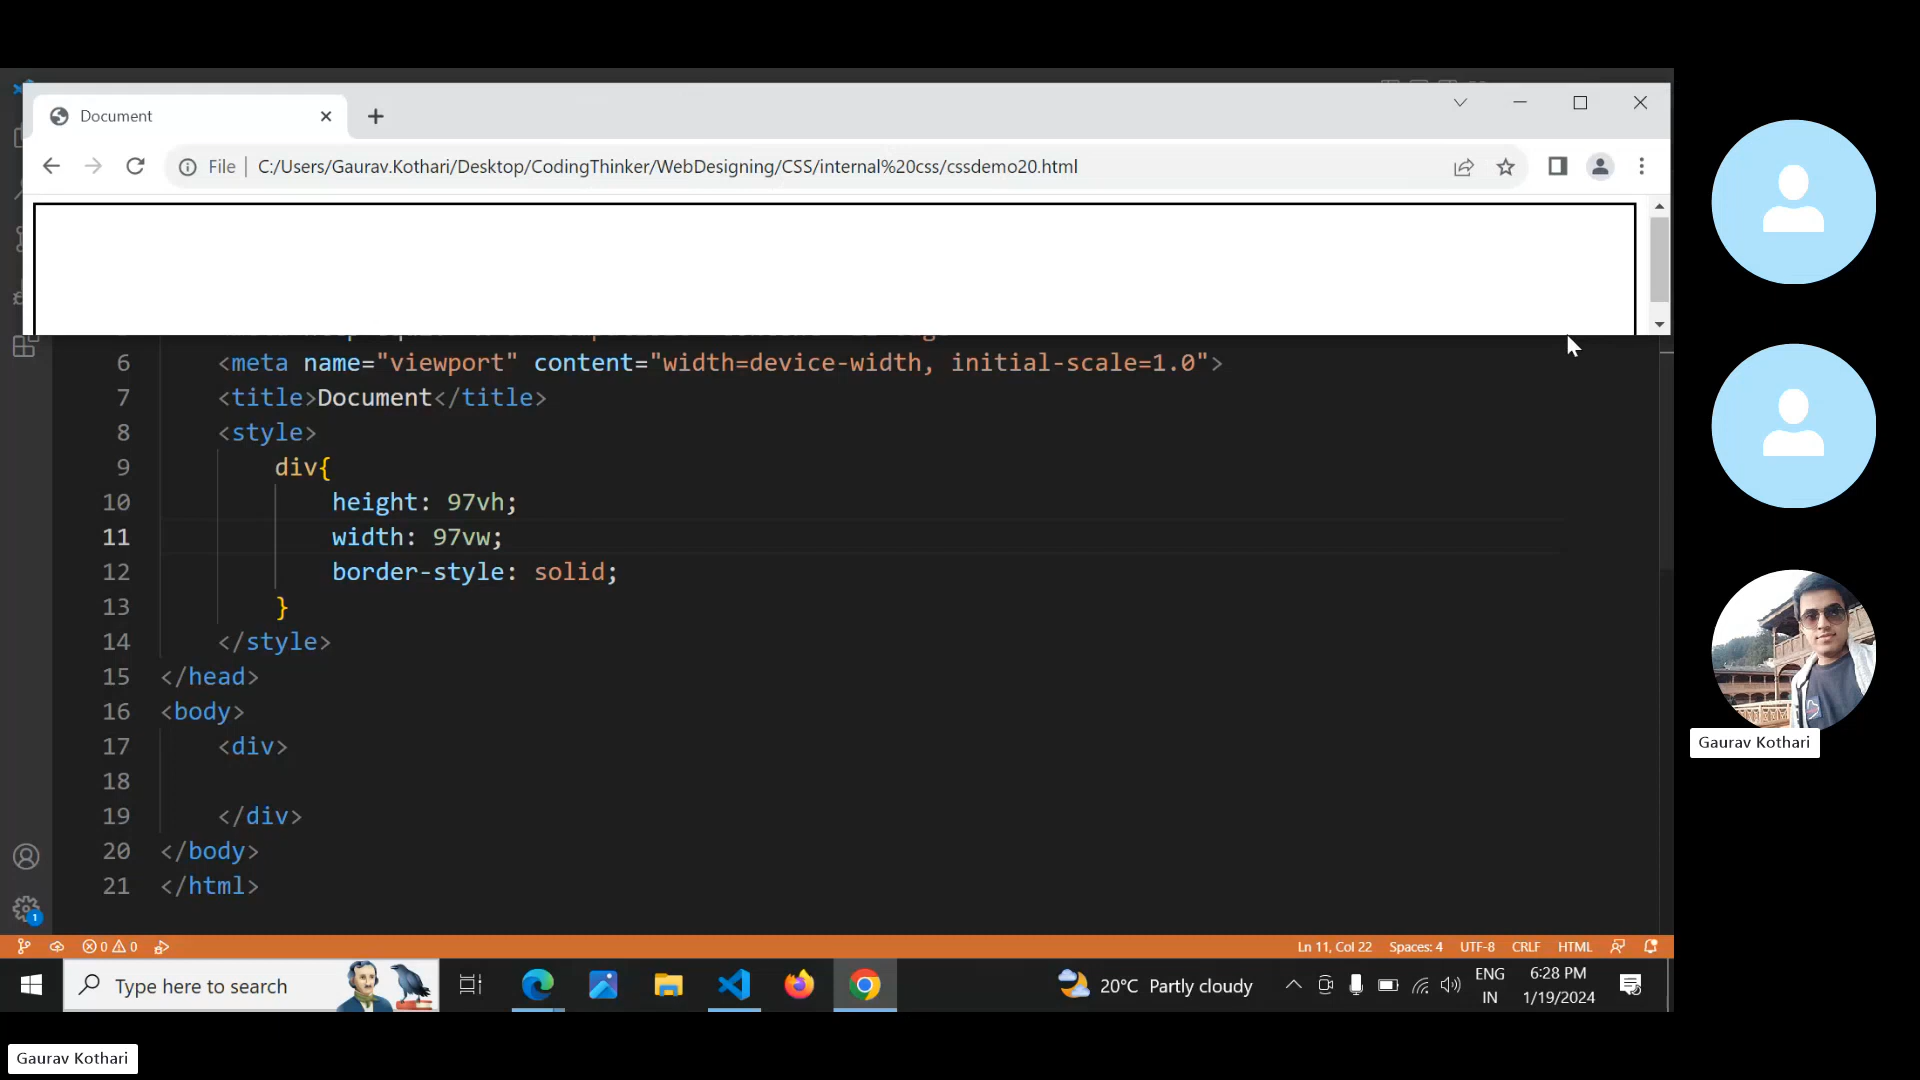 Document
File
C:/Users/Gaurav.Kothari/Desktop/CodingThinker/WebDesigning/CSS/internal%20css/cssdemo20.html
6 <meta name="viewport" content="width=device-width, initial-scale=1.0">
7 <title>Document</title>
8 <style>
9 div{
10 height: 97vh;
11 width: 97vw;
12 border-style: solid;
13 }
14 </style>
15 </head>
16 <body>
17 <div>
18
19 </div>
20 </body>
21 </html>
Gaurav Kothari
1
0 0
Ln 11, Col 22 Spaces: 4 UTF-8 CRLF HTML
Type here to search
20°C Partly cloudy
ENG
IN
6:28 PM
1/19/2024
Gaurav Kothari